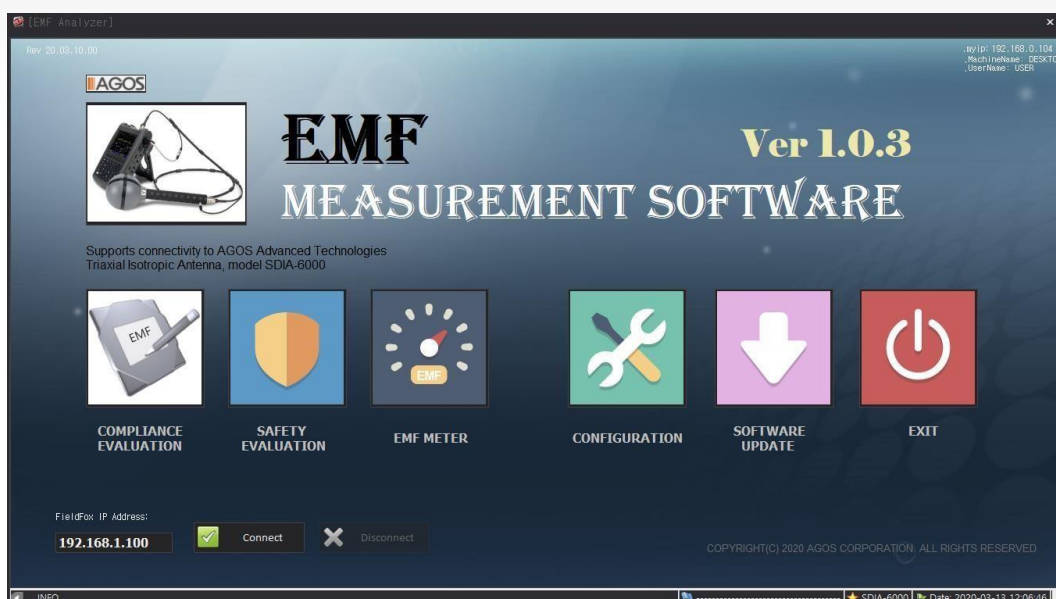 [EMF Analyzer]
Rev 20.03.10.00
.myip: 192.168.0.104
.MachineName: DESKTO
.UserName: USER
AGOS
EMF
Ver 1.0.3
MEASUREMENT SOFTWARE
Supports connectivity to AGOS Advanced Technologies
Triaxial Isotropic Antenna, model SDIA-6000
EMF
EMF
COMPLIANCE
EVALUATION
SAFETY
EVALUATION
EMF METER
CONFIGURATION
SOFTWARE
UPDATE
EXIT
FieldFox IP Address:
192.168.1.100
Connect
Disconnect
COPYRIGHT(C) 2020 AGOS CORPORATION. ALL RIGHTS RESERVED
INFO
SDIA-6000
Date: 2020-03-13 12:06:46